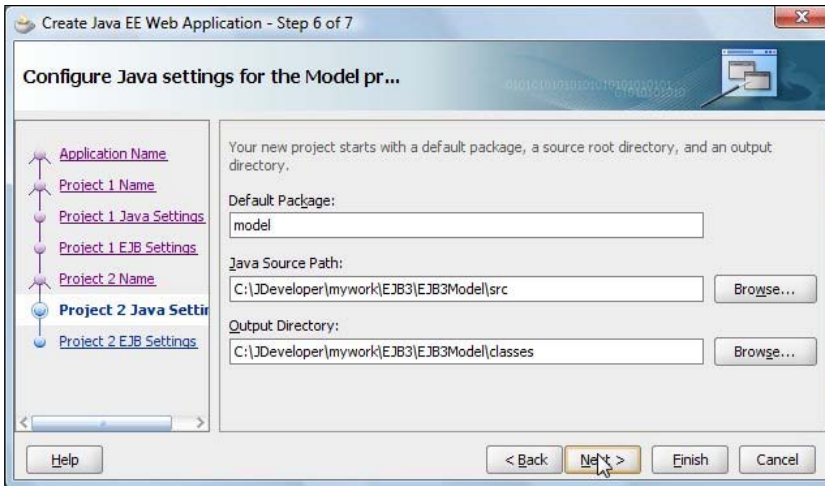 Create Java EE Web Application - Step 6 of 7
Configure Java settings for the Model pr...
Application Name
Project 1 Name
Project 1 Java Settings
Project 1 EJB Settings
Project 2 Name
Project 2 Java Settin
Project 2 EJB Settings
Your new project starts with a default package, a source root directory, and an output
directory.
Default Package:
model
Java Source Path:
C:\JDeveloper\mywork\EJB3\EJB3Model\src
Browse...
Output Directory:
C:\JDeveloper\mywork\EJB3\EJB3Model\classes
Browse...
Help
< Back
Next >
Finish
Cancel